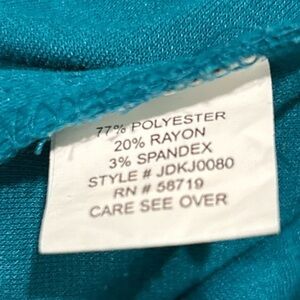 77% POLYESTER
20% RAYON
3% SPANDEX
STYLE # JDKJ0080
RN # 58719
CARE SEE OVER